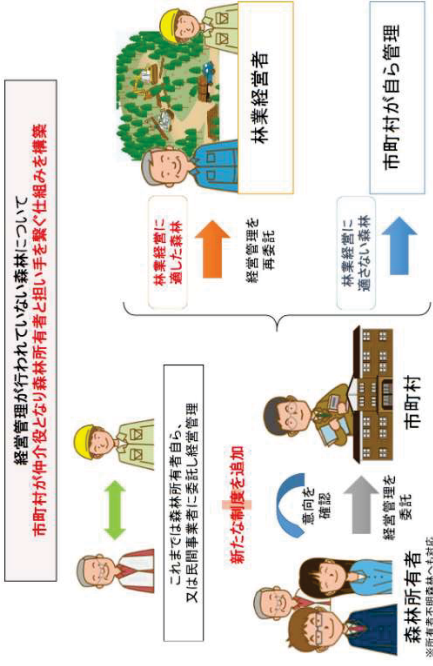 経営管理が行われていない森林について
市町村が仲介役となり森林所有者と担い手を繋ぐ仕組みを構築
これまでは森林所有者自ら、
又は民間事業者に委託し経営管理
新たな制度を追加
森林所有者
※所有者不明森林へも対応
意向を
確認
経営管理を
委託
市町村
林業経営に
適した森林
経営管理を
再委託
林業経営者
林業経営に
適さない森林
市町村が自ら管理